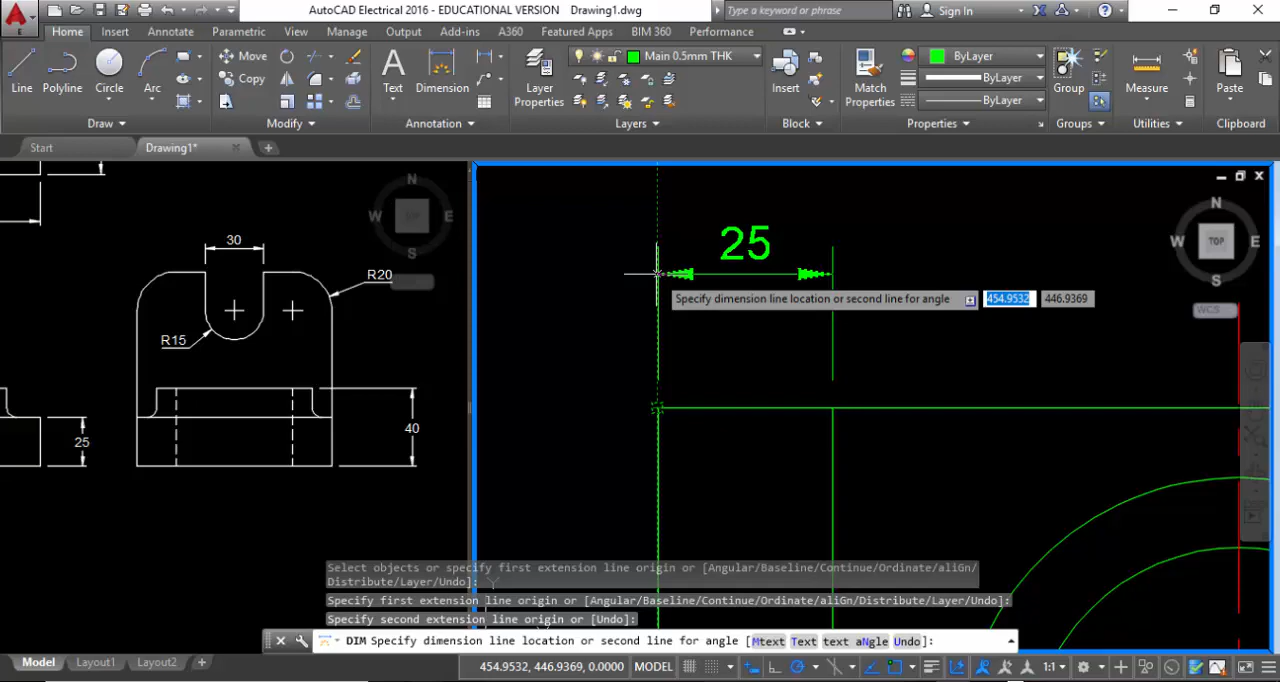 AutoCAD Electrical 2016 - EDUCATIONAL VERSION Drawing1.dwg
Type a keyword or phrase
Sign In
Home Insert Annotate Parametric View Manage Output Add-ins A360 Featured Apps BIM 360 Performance
Line Polyline Circle Arc
Move
Copy
Text Dimension
Layer
Properties
Main 0.5mm THK
Insert
Match
Properties
ByLayer
ByLayer
ByLayer
Group
Measure
Paste
Draw Modify Annotation Layers Block Properties Groups Utilities Clipboard
Start Drawing1*
N
W E
S
30
R20
R15
25
40
25
N
W TOP E
S
WCS
Specify dimension line location or second line for angle 454.9532 446.9369
Select objects or specify first extension line origin or [Angular/Baseline/Continue/Ordinate/aliGn/
Distribute/Layer/Undo]:
Specify first extension line origin or [Angular/Baseline/Continue/Ordinate/aliGn/Distribute/Layer/Undo]:
Specify second extension line origin or [Undo]:
DIM Specify dimension line location or second line for angle [Mtext Text text aNgle Undo]:
Model Layout1 Layout2 +
454.9532, 446.9369, 0.0000 MODEL 1:1